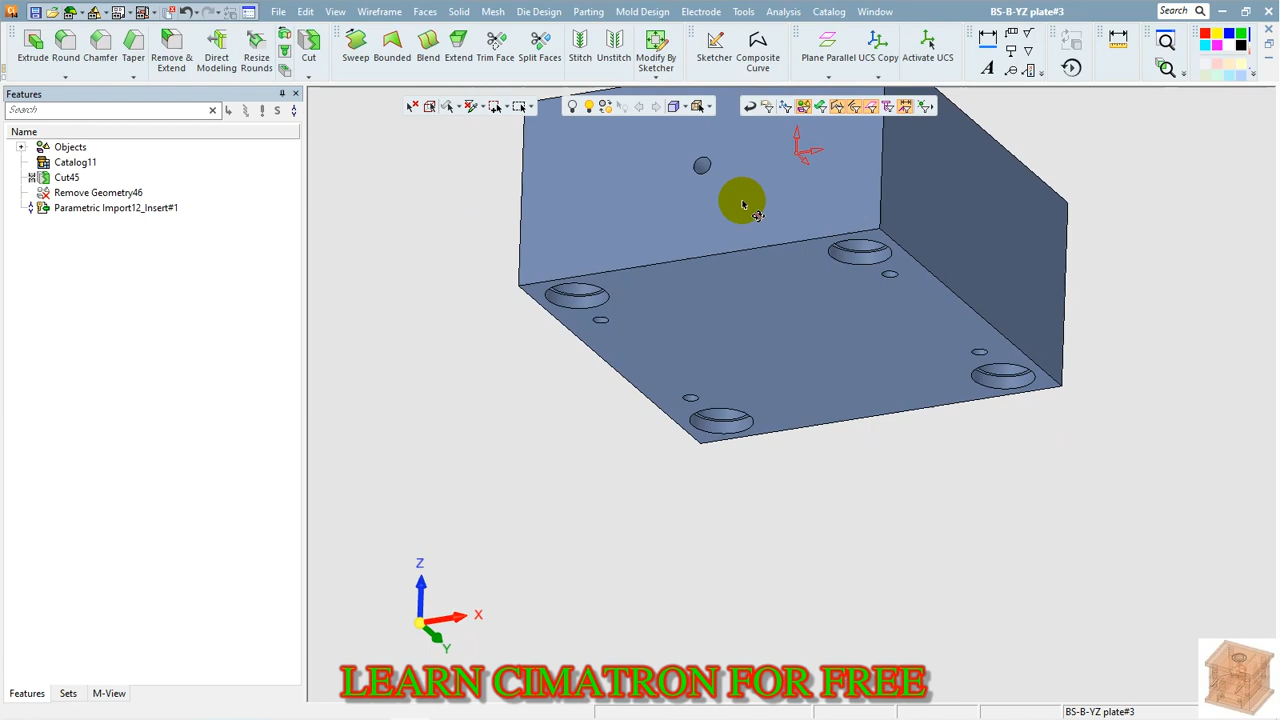 File Edit View Wireframe Faces Solid Mesh Die Design Parting Mold Design Electrode Tools Analysis Catalog Window BS-B-YZ plate#3 Search
Extrude Round Chamfer Taper Remove & Extend Direct Modeling Resize Rounds Cut Sweep Bounded Blend Extend Trim Faces Split Faces Stitch Unstitch Modify By Sketcher Sketcher Composite Curve Plane Parallel UCS Copy Activate UCS
Features
Search
Name
Objects
Catalog11
Cut45
Remove Geometry46
Parametric Import12_Insert#1
Z
X
Y
LEARN CIMATRON FOR FREE
Features Sets M-View
BS-B-YZ plate#3